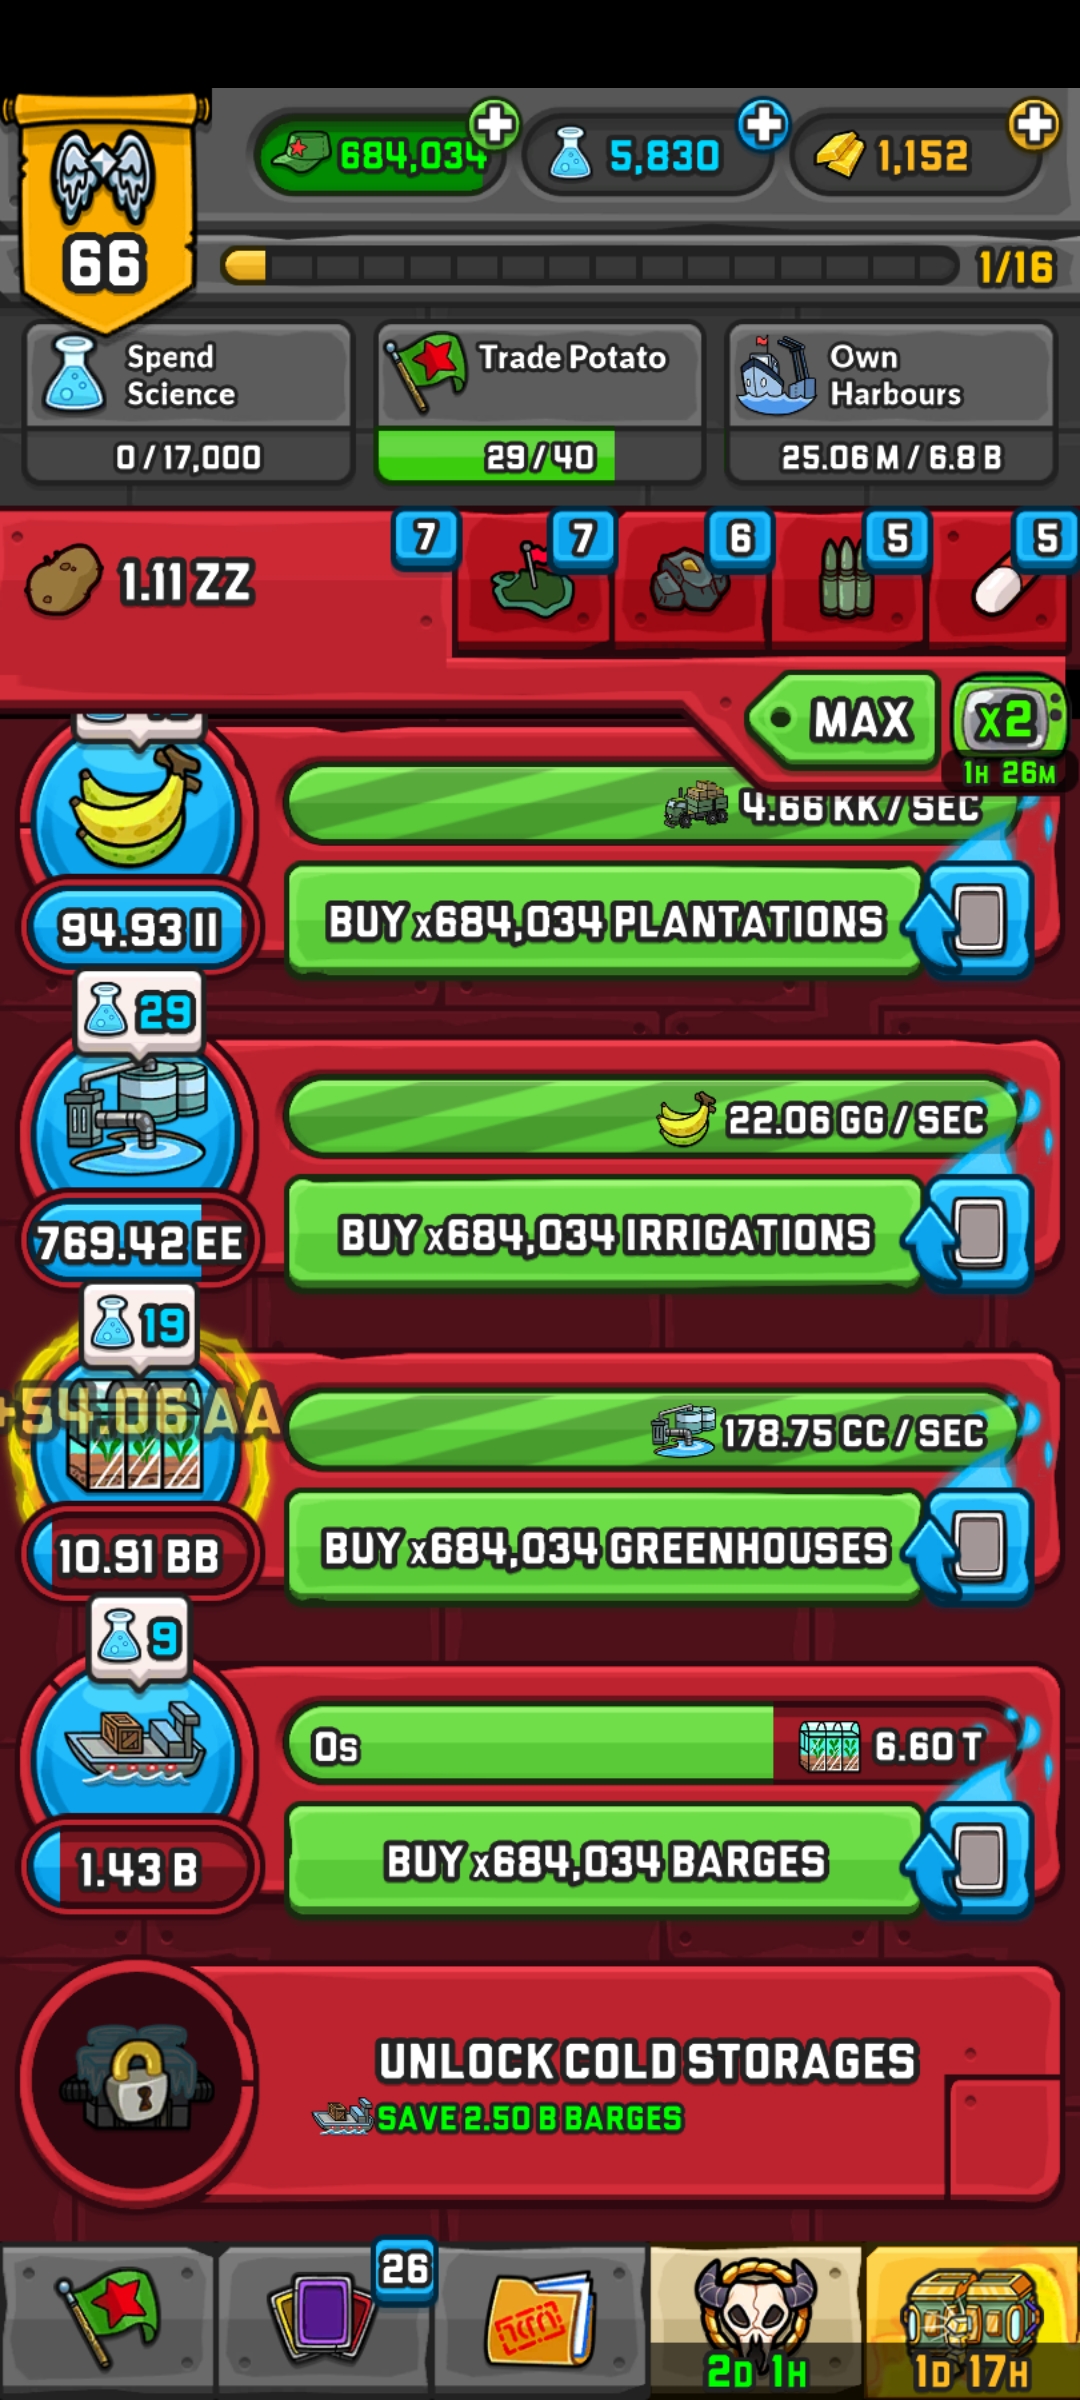 684,034
5,830
1,152
66
1/16
Spend
Science
0/17,000
Trade Potato
29/40
Own
Harbours
25.06 M / 6.8 B
1.11 ZZ
7
7
6
5
5
MAX
x2
1H 26M
4.66 KK / SEC
BUY x684,034 PLANTATIONS
94.93 II
29
22.06 GG / SEC
BUY x684,034 IRRIGATIONS
769.42 EE
19
+54.06 AA
178.75 CC / SEC
BUY x684,034 GREENHOUSES
10.91 BB
9
0s
6.60 T
BUY x684,034 BARGES
1.43 B
UNLOCK COLD STORAGES
SAVE 2.50 B BARGES
26
2D 1H
1D 17H